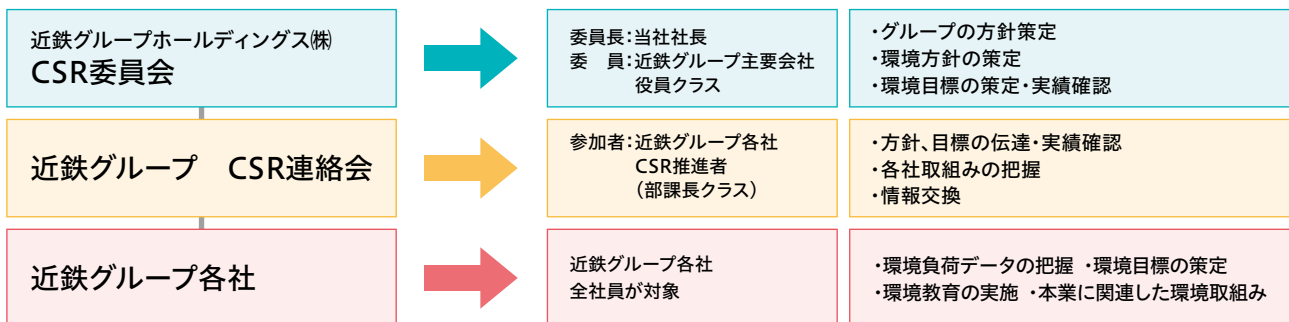 近鉄グループホールディングス㈱
CSR委員会
委員長：当社社長
委　員：近鉄グループ主要会社
役員クラス
・グループの方針策定
・環境方針の策定
・環境目標の策定・実績確認
近鉄グループ　CSR連絡会
参加者：近鉄グループ各社
CSR推進者
（部課長クラス）
・方針、目標の伝達・実績確認
・各社取組みの把握
・情報交換
近鉄グループ各社
近鉄グループ各社
全社員が対象
・環境負荷データの把握 ・環境目標の策定
・環境教育の実施 ・本業に関連した環境取組み